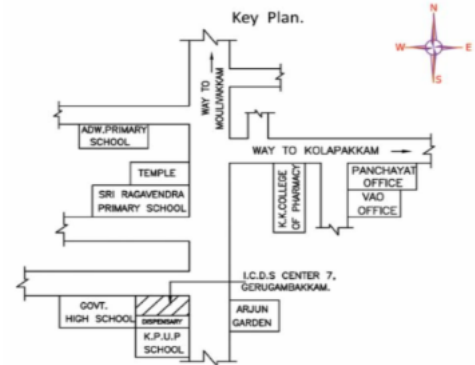 Key Plan.
N
W
E
S
WAY TO
MOULIVAKKAM
ADW.PRIMARY
SCHOOL
WAY TO KOLAPAKKAM
TEMPLE
SRI RAGAVENDRA
PRIMARY SCHOOL
K.K.COLLEGE
OF PHARMACY
PANCHAYAT
OFFICE
VAO
OFFICE
I.C.D.S CENTER 7,
GERUGAMBAKKAM.
GOVT.
HIGH SCHOOL
DISPENSARY
K.P.U.P
SCHOOL
ARJUN
GARDEN